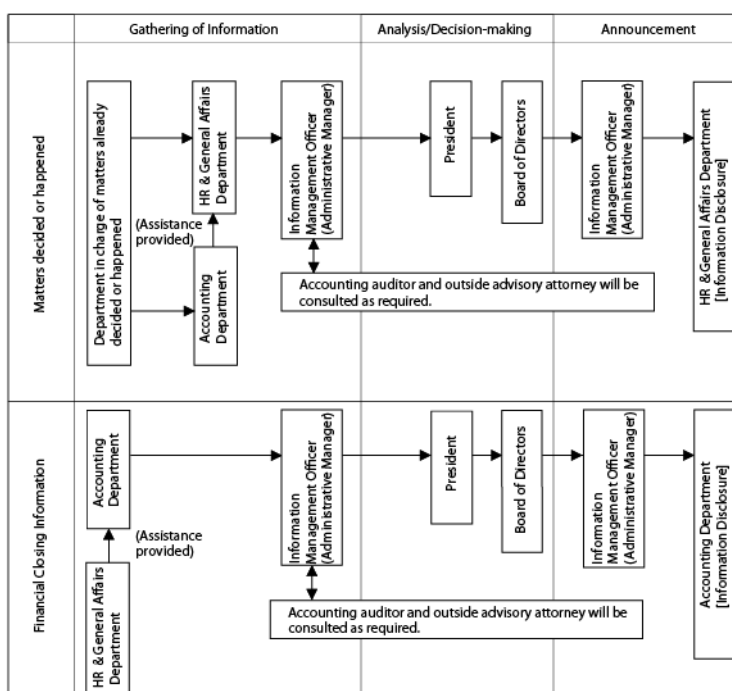 Gathering of Information
Analysis/Decision-making
Announcement
Matters decided or happened
Department in charge of matters already
decided or happened
HR & General Affairs
Department
(Assistance
provided)
Accounting
Department
Information
Management Officer
(Administrative Manager)
President
Board of Directors
Information
Management Officer
(Administrative Manager)
HR &General Affairs Department
[Information Disclosure]
Accounting auditor and outside advisory attorney will be
consulted as required.
Financial Closing Information
Accounting
Department
(Assistance
provided)
HR & General Affairs
Department
Information
Management Officer
(Administrative Manager)
President
Board of Directors
Information
Management Officer
(Administrative Manager)
Accounting Department
[Information Disclosure]
Accounting auditor and outside advisory attorney will be
consulted as required.